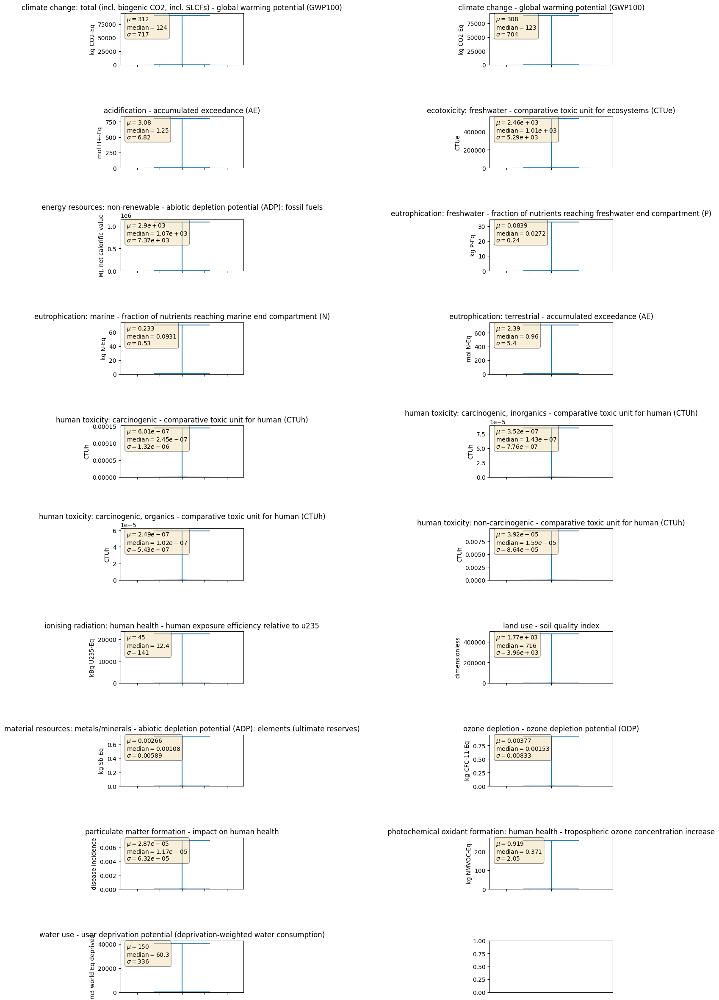 climate change: total (incl. biogenic CO2, incl. SLCFs) - global warming potential (GWP100)
kg CO2-Eq
75000
50000
25000
0
μ = 312
median = 124
σ = 717
climate change - global warming potential (GWP100)
kg CO2-Eq
75000
50000
25000
0
μ = 308
median = 123
σ = 704
acidification - accumulated exceedance (AE)
mol H+-Eq
750
500
250
0
μ = 3.08
median = 1.25
σ = 6.82
ecotoxicity: freshwater - comparative toxic unit for ecosystems (CTUe)
CTUe
400000
200000
0
μ = 2.46e + 03
median = 1.01e + 03
σ = 5.29e + 03
energy resources: non-renewable - abiotic depletion potential (ADP): fossil fuels
1e6
MJ, net calorific value
1.0
0.5
0.0
μ = 2.9e + 03
median = 1.07e + 03
σ = 7.37e + 03
eutrophication: freshwater - fraction of nutrients reaching freshwater end compartment (P)
kg P-Eq
30
20
10
0
μ = 0.0839
median = 0.0272
σ = 0.24
eutrophication: marine - fraction of nutrients reaching marine end compartment (N)
kg N-Eq
60
40
20
0
μ = 0.233
median = 0.0931
σ = 0.53
eutrophication: terrestrial - accumulated exceedance (AE)
mol N-Eq
600
400
200
0
μ = 2.39
median = 0.96
σ = 5.4
human toxicity: carcinogenic - comparative toxic unit for human (CTUh)
CTUh
0.00015
0.00010
0.00005
0.00000
μ = 6.01e − 07
median = 2.45e − 07
σ = 1.32e − 06
human toxicity: carcinogenic, inorganics - comparative toxic unit for human (CTUh)
1e−5
CTUh
7.5
5.0
2.5
0.0
μ = 3.52e − 07
median = 1.43e − 07
σ = 7.76e − 07
human toxicity: carcinogenic, organics - comparative toxic unit for human (CTUh)
1e−5
CTUh
6
4
2
0
μ = 2.49e − 07
median = 1.02e − 07
σ = 5.43e − 07
human toxicity: non-carcinogenic - comparative toxic unit for human (CTUh)
CTUh
0.0075
0.0050
0.0025
0.0000
μ = 3.92e − 05
median = 1.59e − 05
σ = 8.64e − 05
ionising radiation: human health - human exposure efficiency relative to u235
kBq U235-Eq
20000
10000
0
μ = 45
median = 12.4
σ = 141
land use - soil quality index
dimensionless
400000
200000
0
μ = 1.77e + 03
median = 716
σ = 3.96e + 03
material resources: metals/minerals - abiotic depletion potential (ADP): elements (ultimate reserves)
kg Sb-Eq
0.6
0.4
0.2
0.0
μ = 0.00266
median = 0.00108
σ = 0.00589
ozone depletion - ozone depletion potential (ODP)
kg CFC-11-Eq
0.75
0.50
0.25
0.00
μ = 0.00377
median = 0.00153
σ = 0.00833
particulate matter formation - impact on human health
disease incidence
0.006
0.004
0.002
0.000
μ = 2.87e − 05
median = 1.17e − 05
σ = 6.32e − 05
photochemical oxidant formation: human health - tropospheric ozone concentration increase
kg NMVOC-Eq
200
100
0
μ = 0.919
median = 0.371
σ = 2.05
water use - user deprivation potential (deprivation-weighted water consumption)
m3 world Eq deprived
40000
20000
0
μ = 150
median = 60.3
σ = 336
1.00
0.75
0.50
0.25
0.00